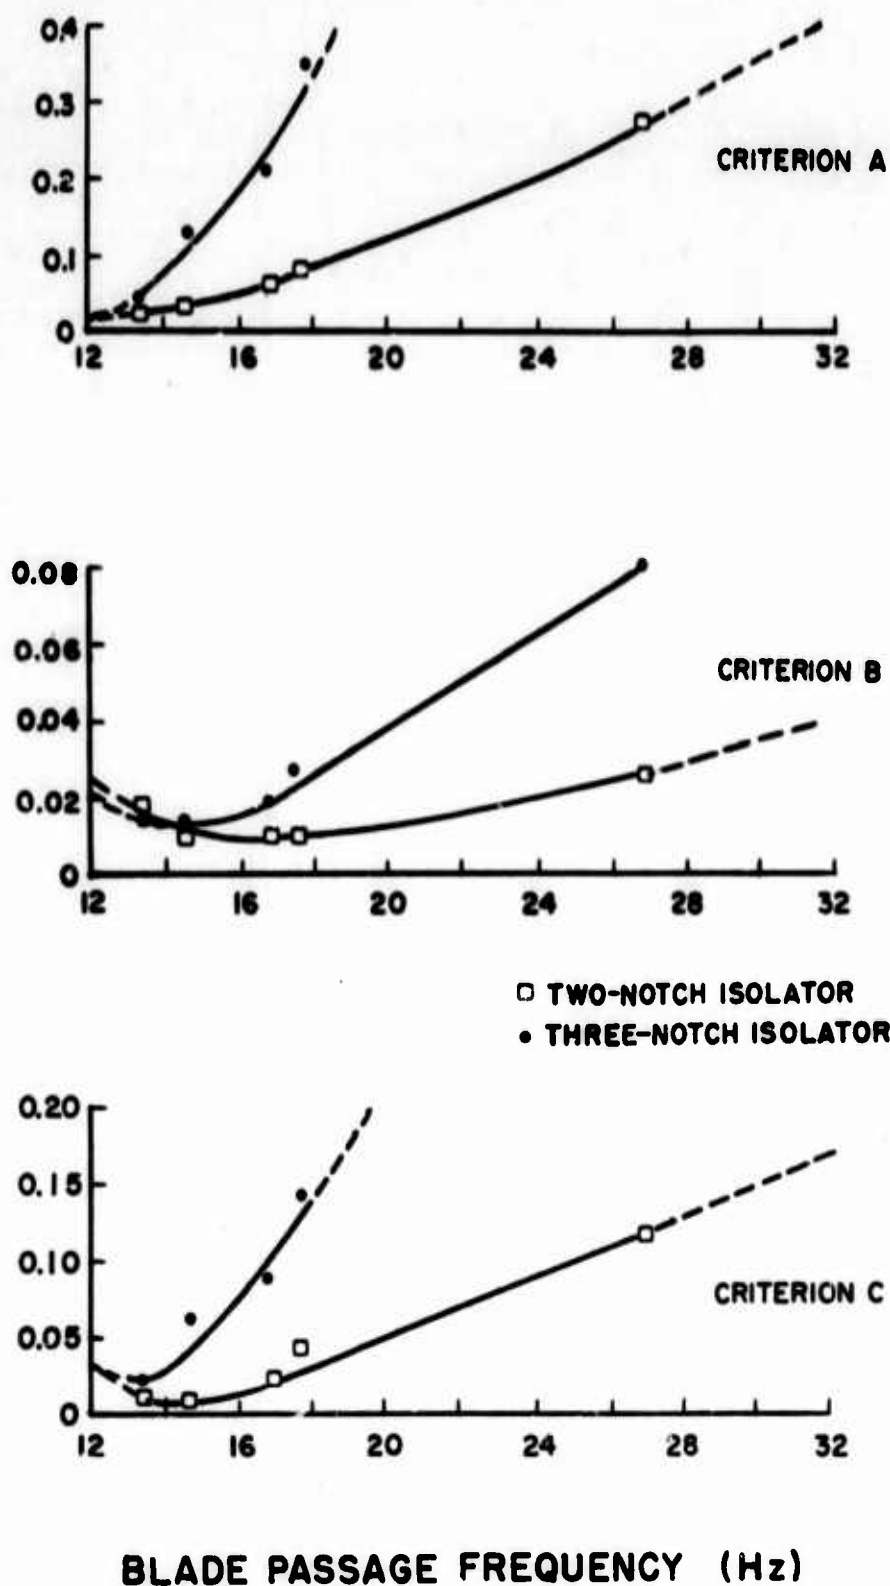 0.4
0.3
0.2
0.1
0
12 16 20 24 28 32
CRITERION A
0.08
0.06
0.04
0.02
0
12 16 20 24 28 32
CRITERION B
TWO-NOTCH ISOLATOR
THREE-NOTCH ISOLATOR
0.20
0.15
0.10
0.05
0
12 16 20 24 28 32
CRITERION C
BLADE PASSAGE FREQUENCY (Hz)